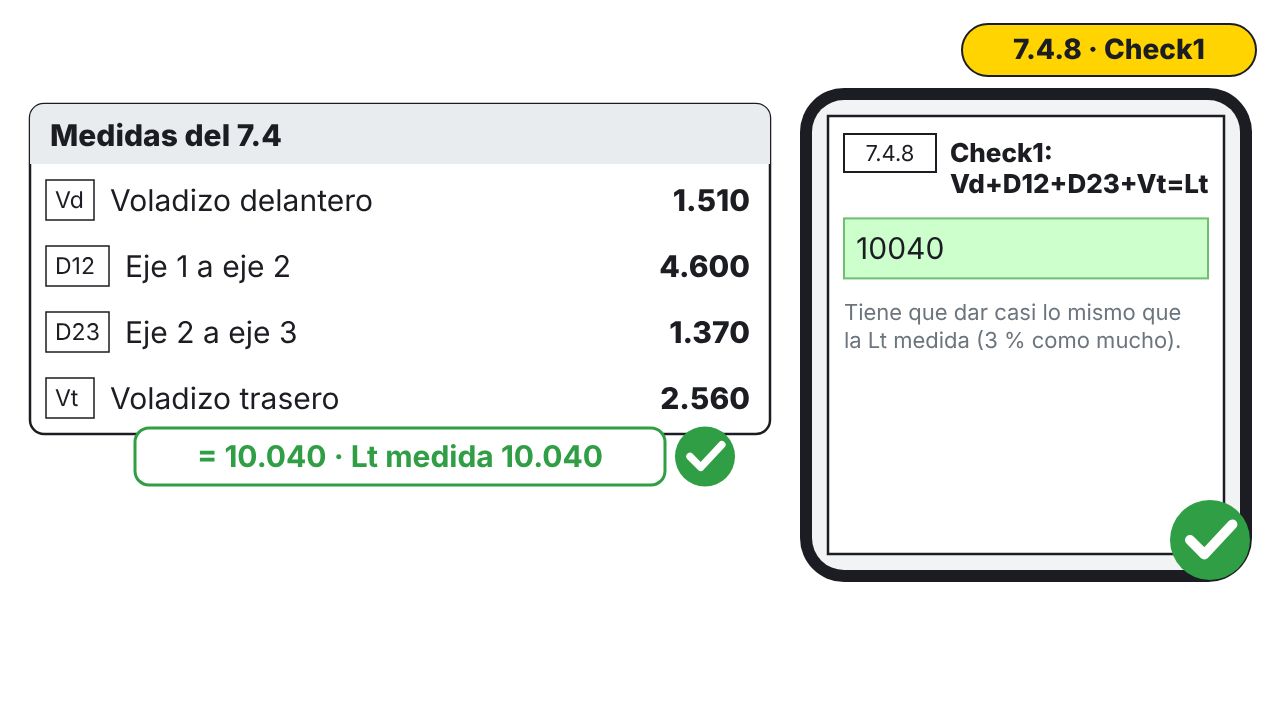 7.4.8 · Check1
Medidas del 7.4
Vd Voladizo delantero 1.510
D12 Eje 1 a eje 2 4.600
D23 Eje 2 a eje 3 1.370
Vt Voladizo trasero 2.560
= 10.040 · Lt medida 10.040
7.4.8 Check1:
Vd+D12+D23+Vt=Lt
10040
Tiene que dar casi lo mismo que
la Lt medida (3 % como mucho).